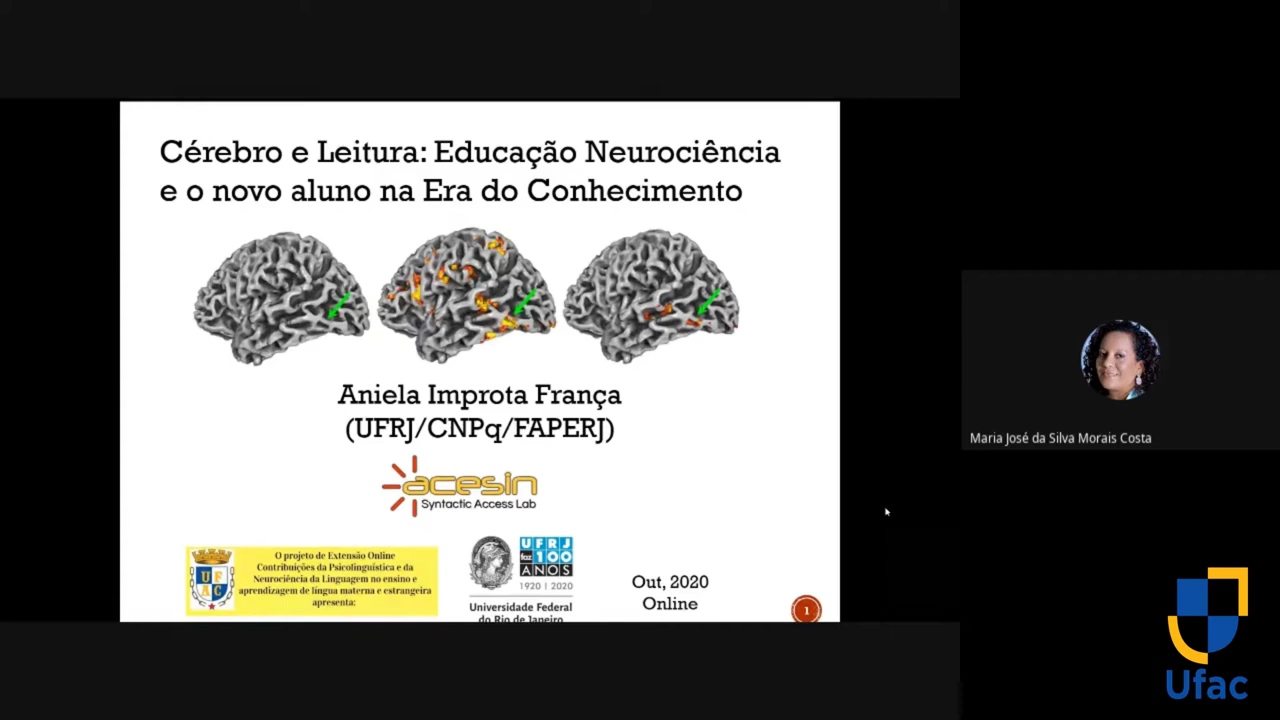 Cérebro e Leitura: Educação Neurociência
e o novo aluno na Era do Conhecimento
Aniela Improta França
(UFRJ/CNPq/FAPERJ)
acesin
Syntactic Access Lab
O projeto de Extensão Online
Contribuições da Psicolinguística e da
Neurociência da Linguagem no ensino e
aprendizagem de língua materna e estrangeira
apresenta:
UFAC
UFRJ
faz 100
ANOS
1920 | 2020
Universidade Federal
do Rio de Janeiro
Out, 2020
Online
1
Maria José da Silva Morais Costa
Ufac